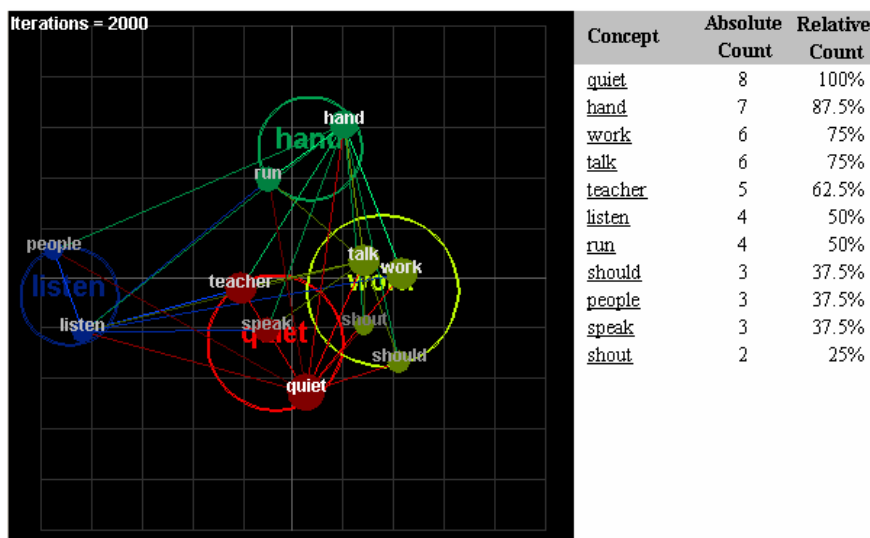 Iterations = 2000
hand
hand
run
people
talk
work
teacher
work
listen
listen
speak
shout
quiet
should
quiet
Concept Absolute Count Relative Count
quiet 8 100%
hand 7 87.5%
work 6 75%
talk 6 75%
teacher 5 62.5%
listen 4 50%
run 4 50%
should 3 37.5%
people 3 37.5%
speak 3 37.5%
shout 2 25%